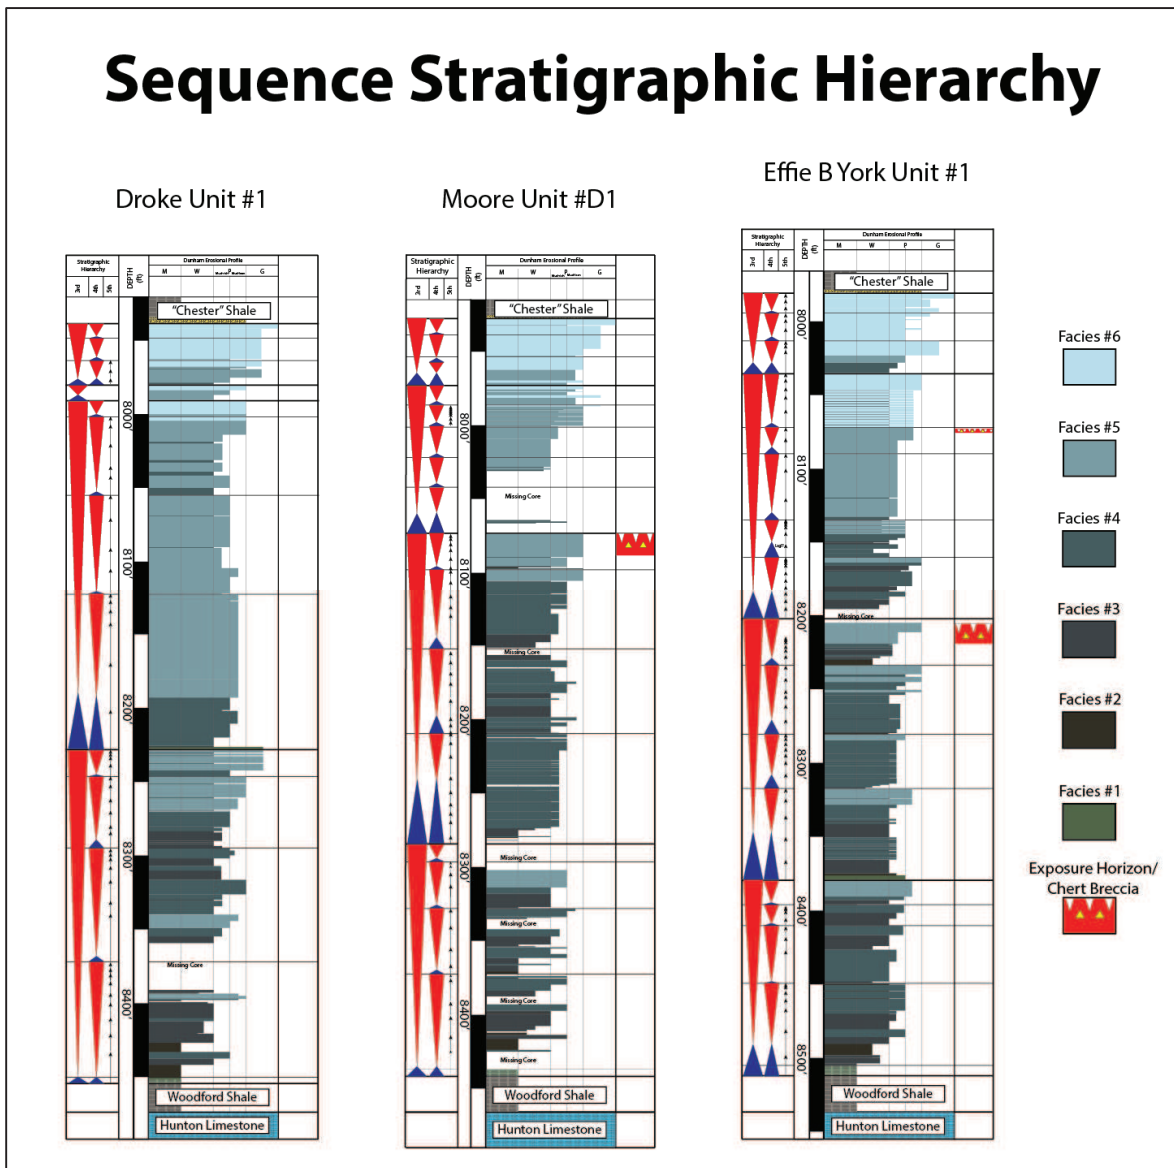 Sequence Stratigraphic Hierarchy
Droke Unit #1
Stratigraphic
Hierarchy
3rd
4th
5th
DEPTH
(ft)
Dunham Erosional Profile
M W P G
"Chester" Shale
8000'
8100'
8200'
8300'
Missing Core
8400'
Woodford Shale
Hunton Limestone
Moore Unit #D1
Stratigraphic
Hierarchy
3rd
4th
5th
DEPTH
(ft)
Dunham Erosional Profile
M W P G
"Chester" Shale
8000'
Missing Core
8100'
Missing Core
8200'
Missing Core
8300'
Missing Core
Missing Core
Missing Core
8400'
Missing Core
Woodford Shale
Hunton Limestone
Effie B York Unit #1
Stratigraphic
Hierarchy
3rd
4th
5th
DEPTH
(ft)
Dunham Erosional Profile
M W P G
"Chester" Shale
8000'
8100'
Missing Core
8200'
8300'
8400'
8500'
Woodford Shale
Hunton Limestone
Facies #6
Facies #5
Facies #4
Facies #3
Facies #2
Facies #1
Exposure Horizon/
Chert Breccia